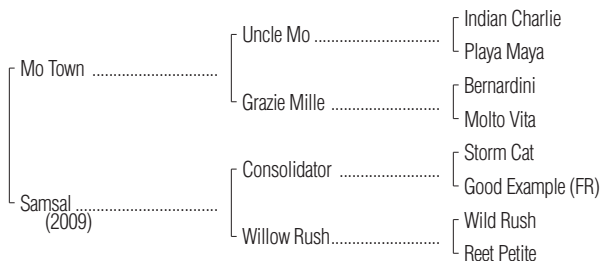 Indian Charlie
Uncle Mo
Playa Maya
Mo Town
Bernardini
Grazie Mille
Molto Vita
Storm Cat
Consolidator
Good Example (FR)
Samsal
(2009)
Wild Rush
Willow Rush
Reet Petite